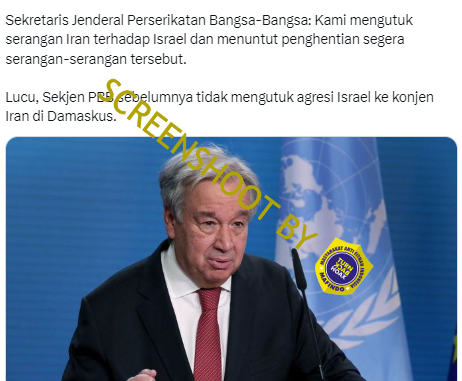 Sekretaris Jenderal Perserikatan Bangsa-Bangsa: Kami mengutuk
serangan Iran terhadap Israel dan menuntut penghentian segera
serangan-serangan tersebut.
Lucu, Sekjen PBB sebelumnya tidak mengutuk agresi Israel ke konjen
Iran di Damaskus.
SCREENSHOOT BY
MASYARAKAT ANTI FITNAH INDONESIA
TURN
BACK
HOAX
MAFINDO